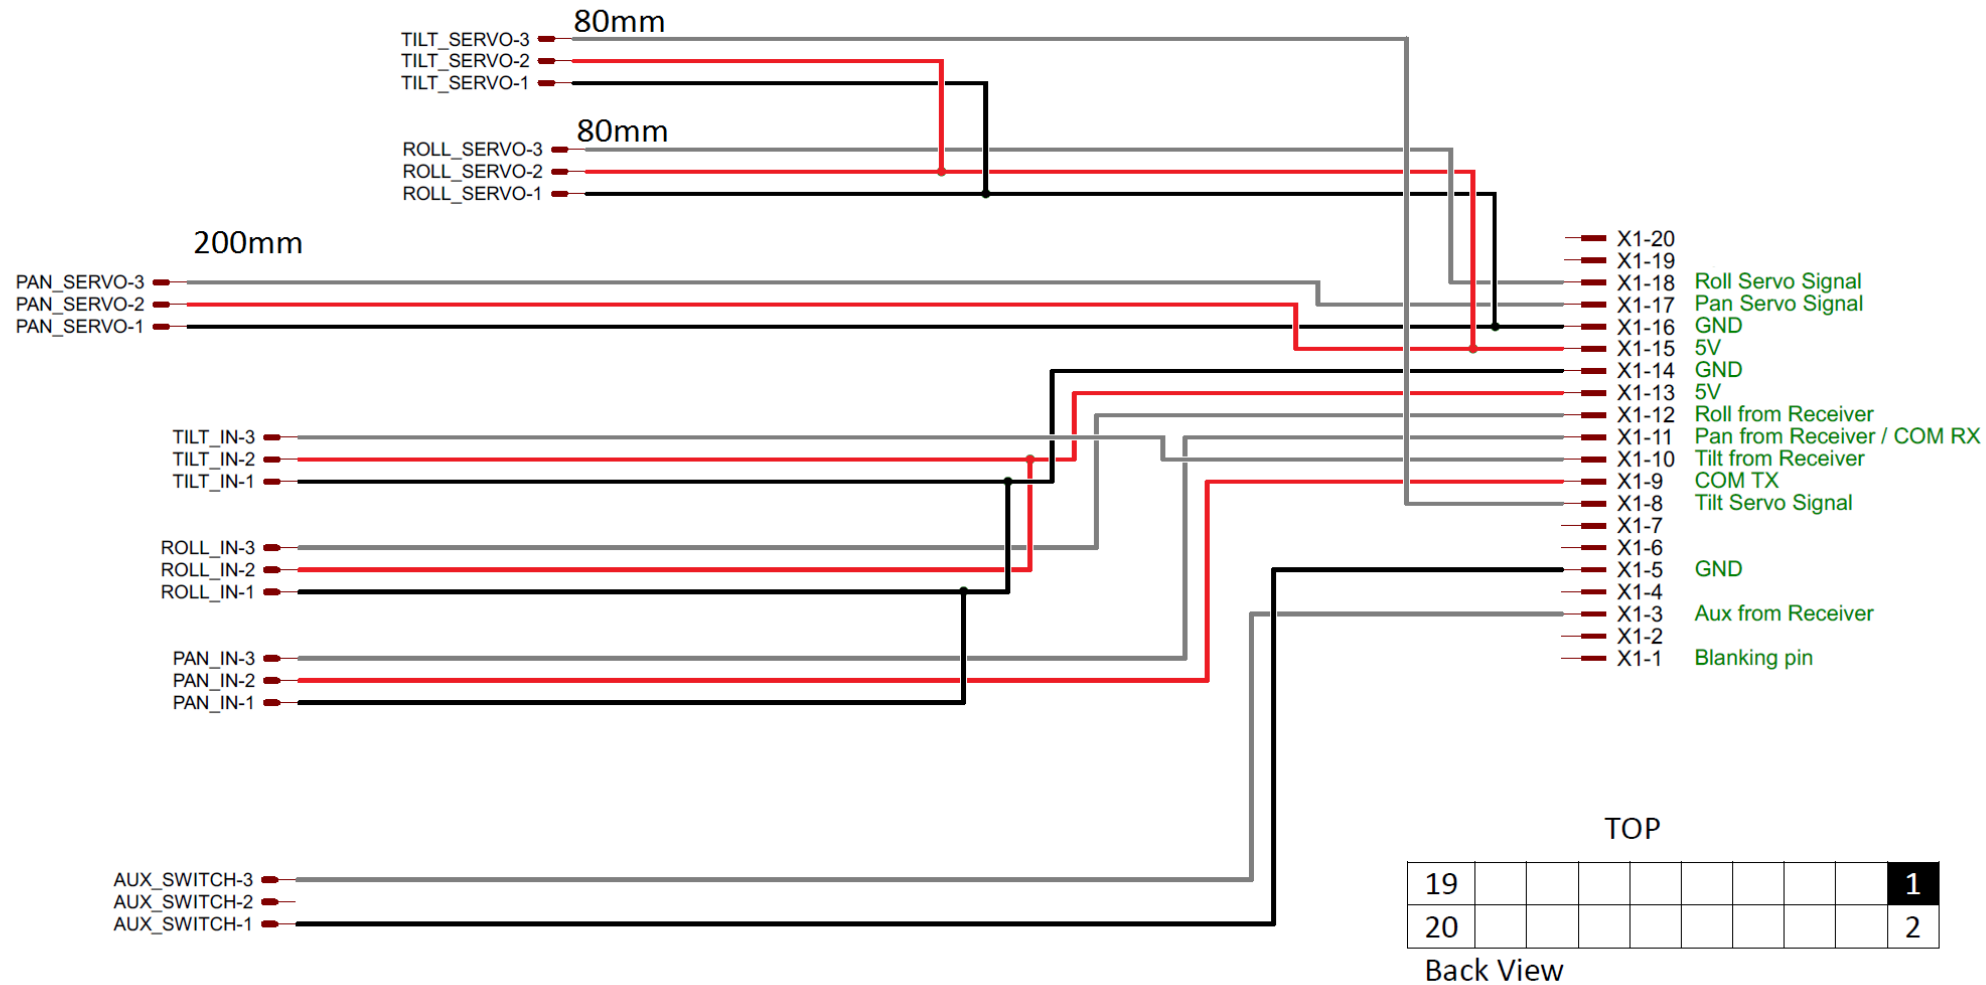 80mm
TILT_SERVO-3
TILT_SERVO-2
TILT_SERVO-1
80mm
ROLL_SERVO-3
ROLL_SERVO-2
ROLL_SERVO-1
200mm
PAN_SERVO-3
PAN_SERVO-2
PAN_SERVO-1
TILT_IN-3
TILT_IN-2
TILT_IN-1
ROLL_IN-3
ROLL_IN-2
ROLL_IN-1
PAN_IN-3
PAN_IN-2
PAN_IN-1
AUX_SWITCH-3
AUX_SWITCH-2
AUX_SWITCH-1
X1-20
X1-19
X1-18 Roll Servo Signal
X1-17 Pan Servo Signal
X1-16 GND
X1-15 5V
X1-14 GND
X1-13 5V
X1-12 Roll from Receiver
X1-11 Pan from Receiver / COM RX
X1-10 Tilt from Receiver
X1-9 COM TX
X1-8 Tilt Servo Signal
X1-7
X1-6
X1-5 GND
X1-4
X1-3 Aux from Receiver
X1-2
X1-1 Blanking pin
TOP
19 1
20 2
Back View